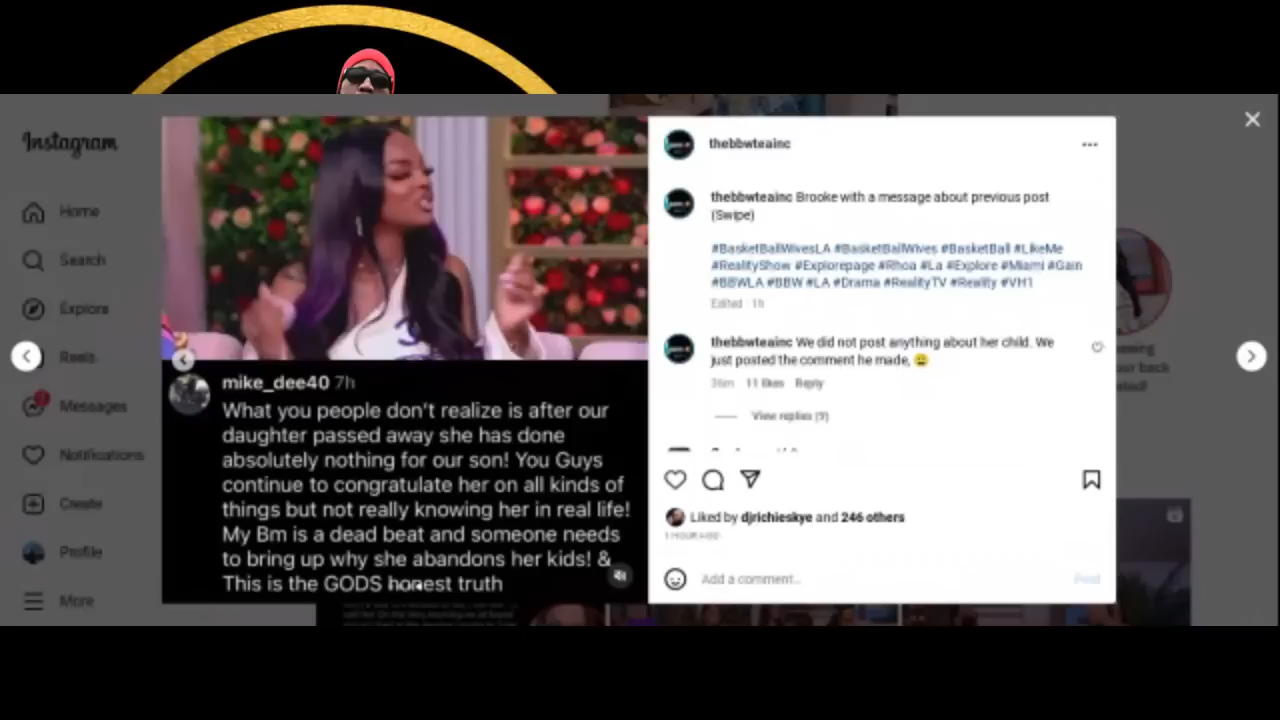 Instagram
Home
Search
Explore
Reels
Messages
Notifications
Create
Profile
More
mike_dee40 7h
What you people don't realize is after our
daughter passed away she has done
absolutely nothing for our son! You Guys
continue to congratulate her on all kinds of
things but not really knowing her in real life!
My Bm is a dead beat and someone needs
to bring up why she abandons her kids! &
This is the GODS honest truth
thebbwteainc
thebbwteainc Brooke with a message about previous post
(Swipe)
#BasketBallWivesLA #BasketBallWives #BasketBall #LikeMe
#RealityShow #Explorepage #Rhoa #La #Explore #Miami #Gain
#BBWLA #BBW #LA #Drama #RealityTV #Reality #VH1
Edited · 1h
thebbwteainc We did not post anything about her child. We
just posted the comment he made, 😩
36m 11 likes Reply
View replies (9)
Liked by djrichieskye and 246 others
1 HOUR AGO
Add a comment...
Post